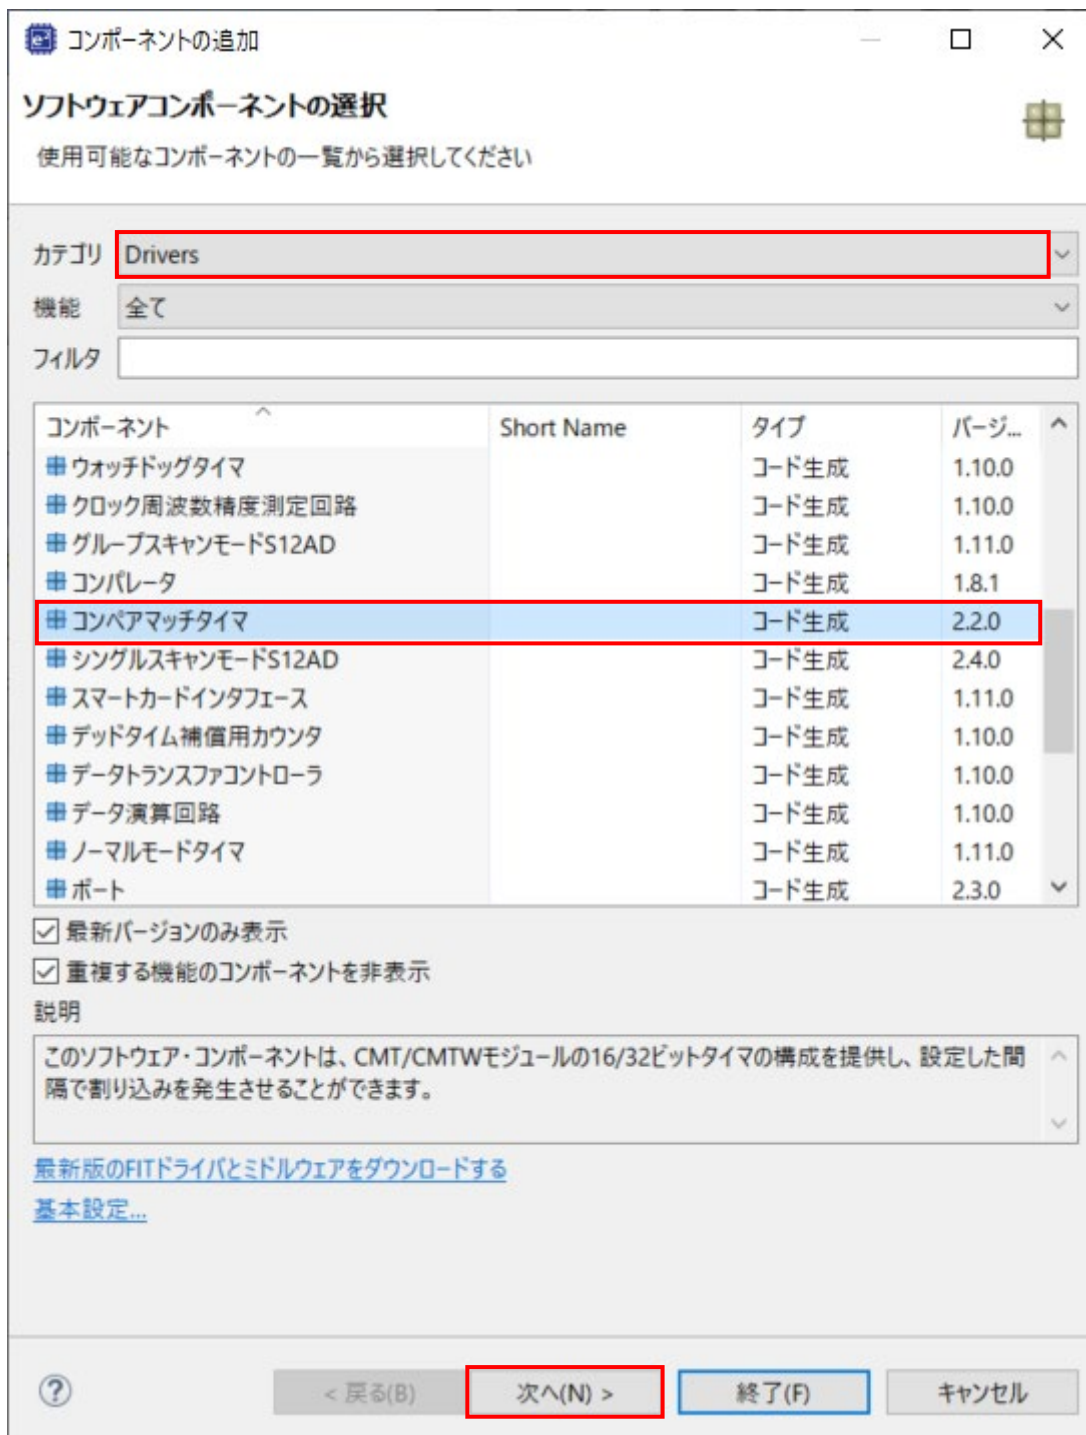 コンポーネントの追加
ソフトウェアコンポーネントの選択
使用可能なコンポーネントの一覧から選択してください
カテゴリ Drivers
機能 全て
フィルタ
コンポーネント Short Name タイプ バージ...
ウォッチドッグタイマ コード生成 1.10.0
クロック周波数精度測定回路 コード生成 1.10.0
グループスキャンモードS12AD コード生成 1.11.0
コンパレータ コード生成 1.8.1
コンペアマッチタイマ コード生成 2.2.0
シングルスキャンモードS12AD コード生成 2.4.0
スマートカードインタフェース コード生成 1.11.0
デッドタイム補償用カウンタ コード生成 1.10.0
データトランスファコントローラ コード生成 1.10.0
データ演算回路 コード生成 1.10.0
ノーマルモードタイマ コード生成 1.11.0
ポート コード生成 2.3.0
最新バージョンのみ表示
重複する機能のコンポーネントを非表示
説明
このソフトウェア・コンポーネントは、CMT/CMTWモジュールの16/32ビットタイマの構成を提供し、設定した間
隔で割り込みを発生させることができます。
最新版のFITドライバとミドルウェアをダウンロードする
基本設定...
< 戻る(B) 次へ(N) > 終了(F) キャンセル